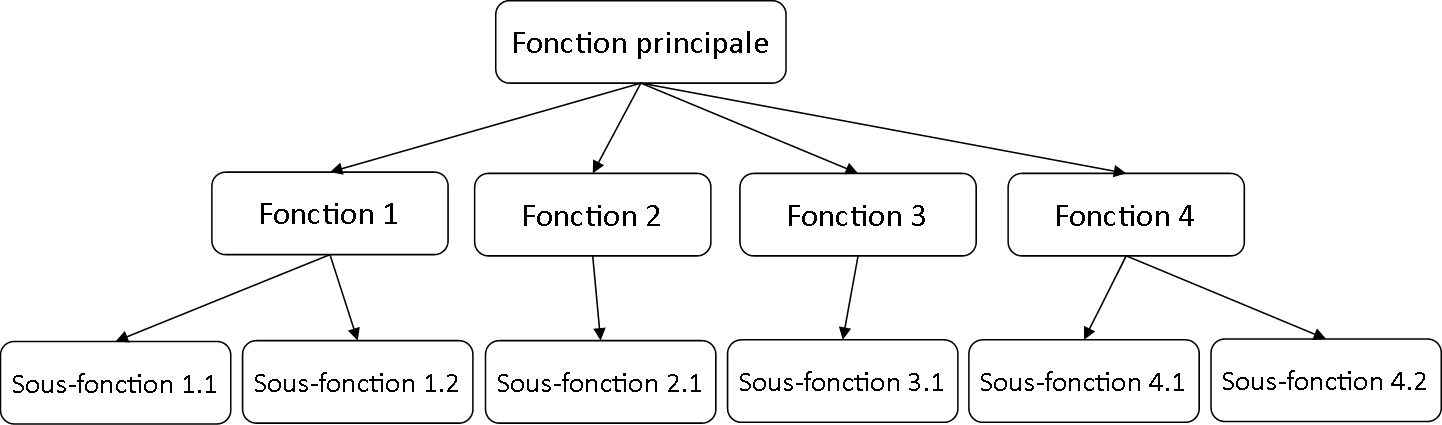 Fonction principale
Fonction 1
Fonction 2
Fonction 3
Fonction 4
Sous-fonction 1.1
Sous-fonction 1.2
Sous-fonction 2.1
Sous-fonction 3.1
Sous-fonction 4.1
Sous-fonction 4.2